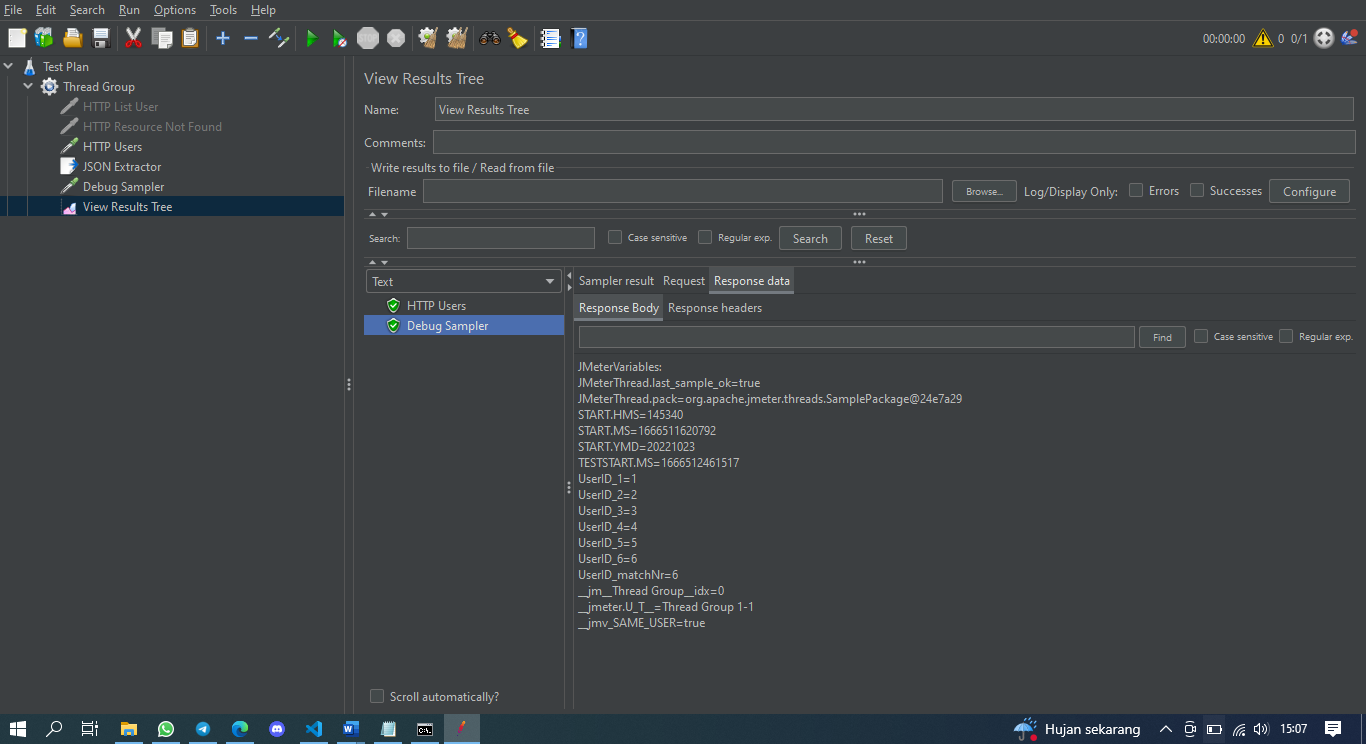 File Edit Search Run Options Tools Help
STOP
00:00:00 0 0/1
Test Plan
Thread Group
HTTP List User
HTTP Resource Not Found
HTTP Users
JSON Extractor
Debug Sampler
View Results Tree
View Results Tree
Name: View Results Tree
Comments:
Write results to file / Read from file
Filename Browse... Log/Display Only: Errors Successes Configure
Search: Case sensitive Regular exp. Search Reset
Text
HTTP Users
Debug Sampler
Scroll automatically?
Sampler result Request Response data
Response Body Response headers
Find Case sensitive Regular exp.
JMeterVariables:
JMeterThread.last_sample_ok=true
JMeterThread.pack=org.apache.jmeter.threads.SamplePackage@24e7a29
START.HMS=145340
START.MS=1666511620792
START.YMD=20221023
TESTSTART.MS=1666512461517
UserID_1=1
UserID_2=2
UserID_3=3
UserID_4=4
UserID_5=5
UserID_6=6
UserID_matchNr=6
__jm__Thread Group__idx=0
__jmeter.U_T__=Thread Group 1-1
__jmv_SAME_USER=true
Hujan sekarang 15:07